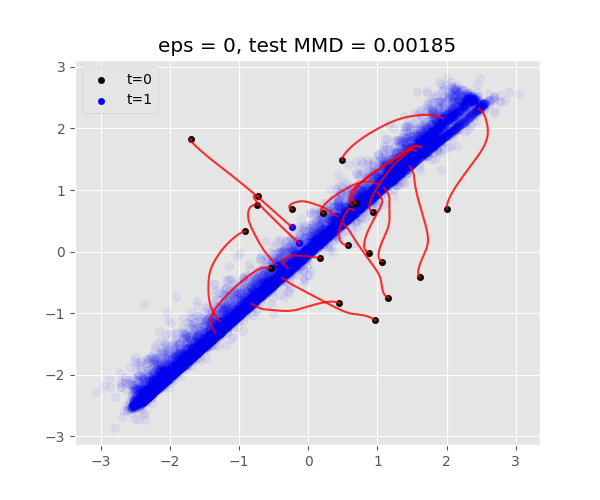 eps = 0, test MMD = 0.00185
t=0
t=1
3
2
1
0
−1
−2
−3
−3 −2 −1 0 1 2 3